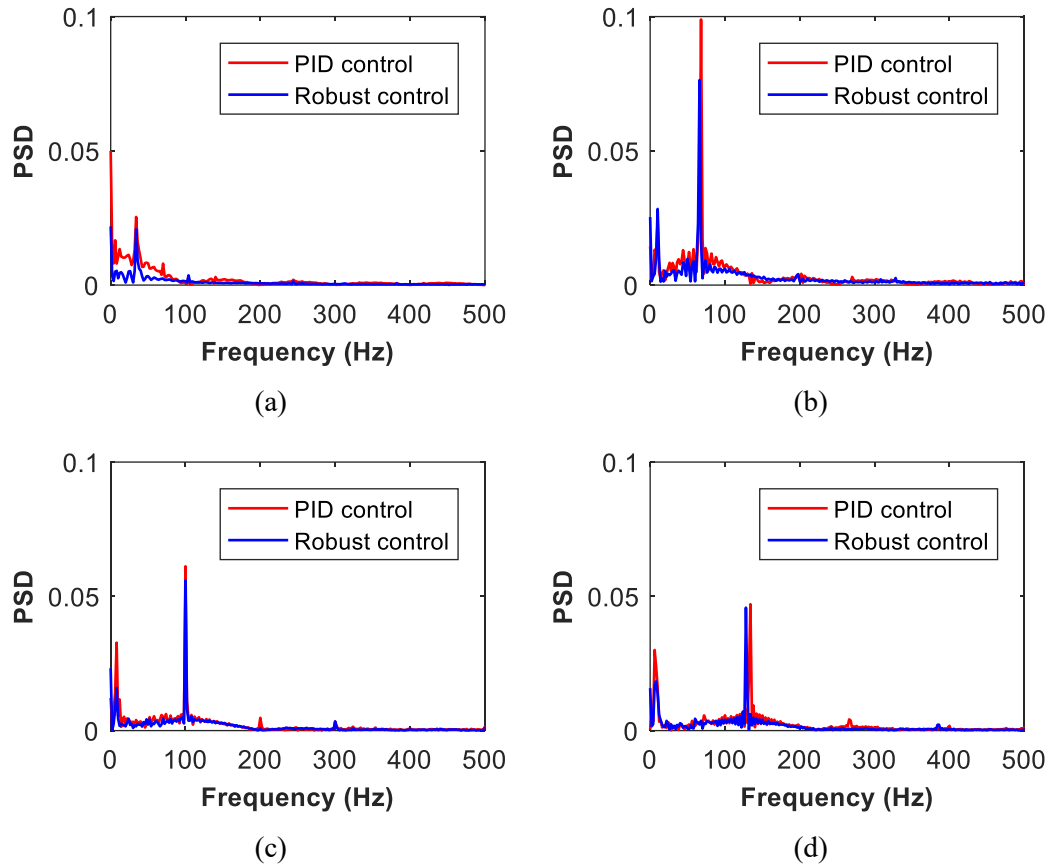 0.1
0.05
0
PSD
PID control
Robust control
0 100 200 300 400 500
Frequency (Hz)
(a)
0.1
0.05
0
PSD
PID control
Robust control
0 100 200 300 400 500
Frequency (Hz)
(b)
0.1
0.05
0
PSD
PID control
Robust control
0 100 200 300 400 500
Frequency (Hz)
(c)
0.1
0.05
0
PSD
PID control
Robust control
0 100 200 300 400 500
Frequency (Hz)
(d)